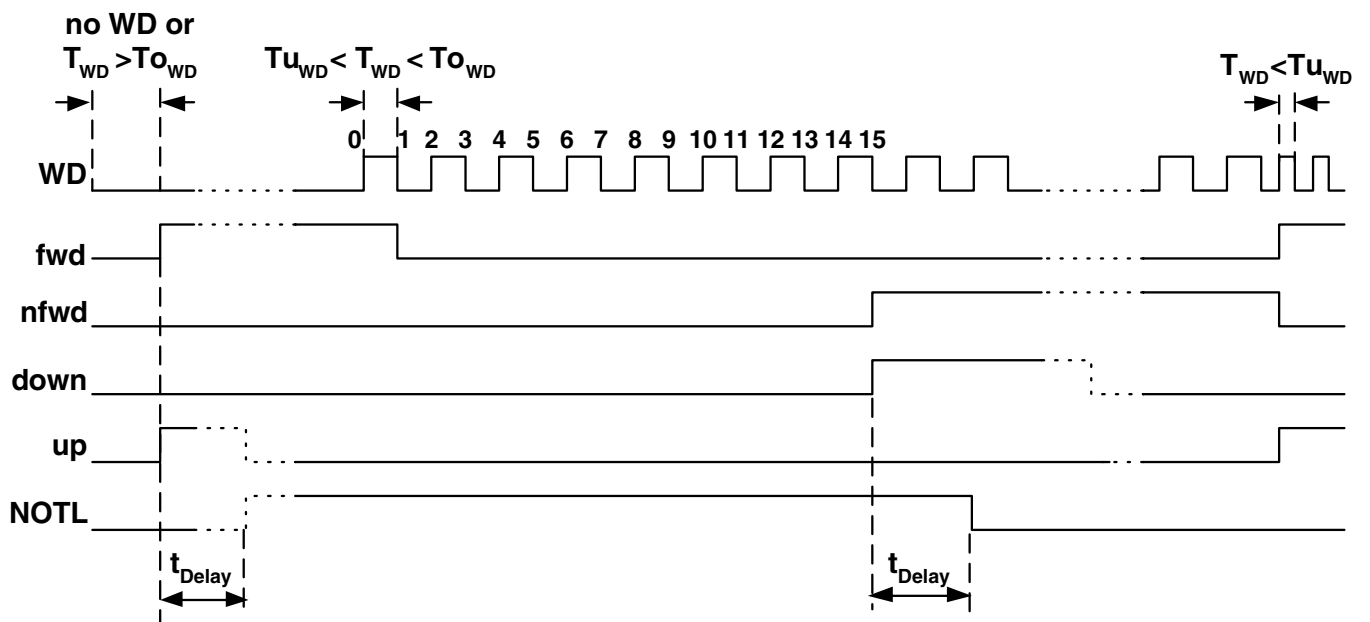 no WD or
T_WD >To_WD
Tu_WD< T_WD < To_WD
T_WD<Tu_WD
0 1 2 3 4 5 6 7 8 9 10 11 12 13 14 15
WD
fwd
nfwd
down
up
NOTL
t_Delay
t_Delay